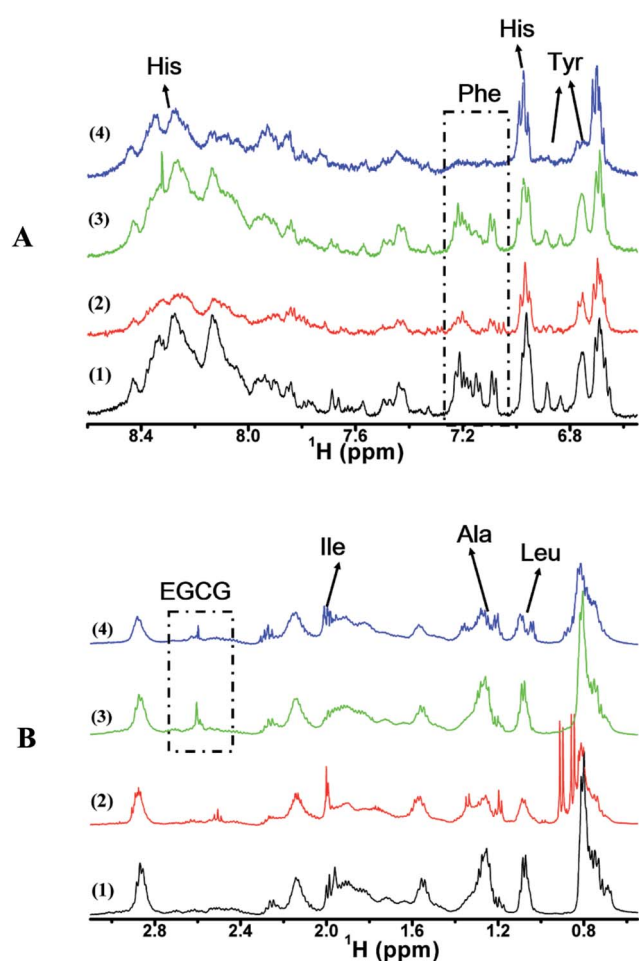 His
His
Tyr
Phe
(4)
(3)
A
(2)
(1)
8.4 8.0 7.6 7.2 6.8
¹H (ppm)
Ile
Ala
Leu
EGCG
(4)
(3)
B
(2)
(1)
2.8 2.4 2.0 1.6 1.2 0.8
¹H (ppm)